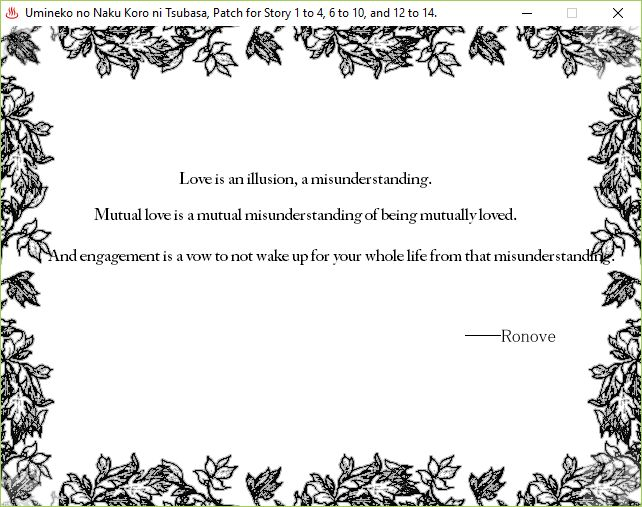 Umineko no Naku Koro ni Tsubasa, Patch for Story 1 to 4, 6 to 10, and 12 to 14.
Love is an illusion, a misunderstanding.
Mutual love is a mutual misunderstanding of being mutually loved.
And engagement is a vow to not wake up for your whole life from that misunderstanding.
――Ronove